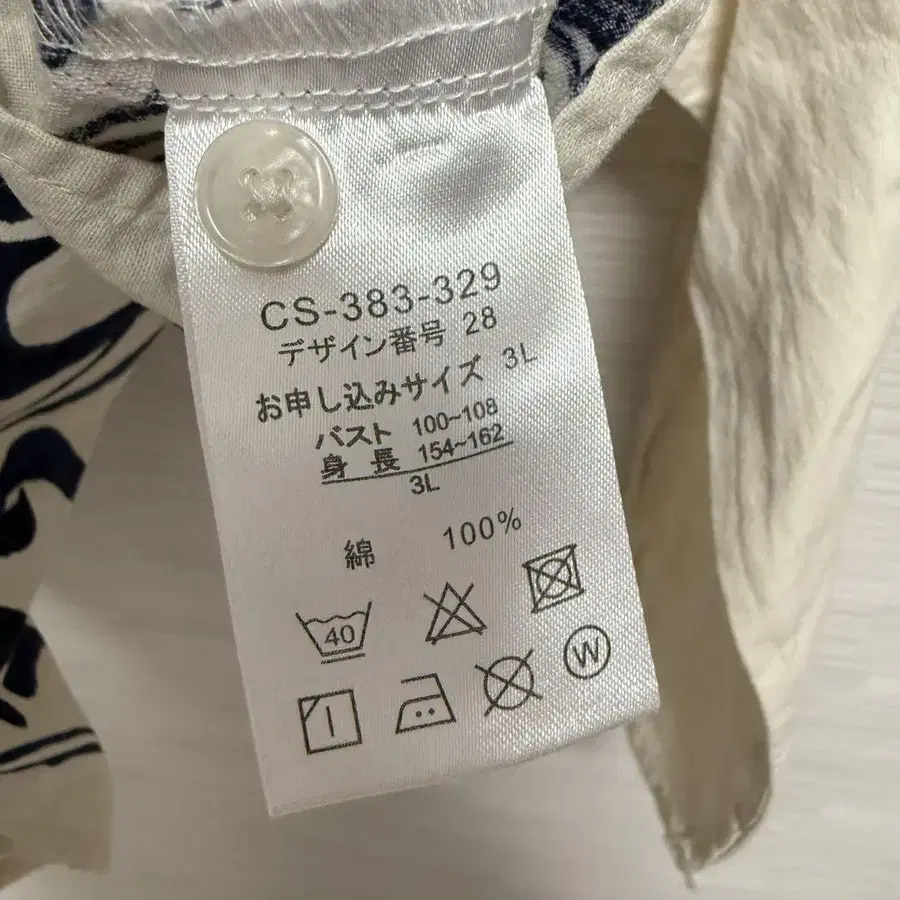 CS-383-329
デザイン番号 28
お申し込みサイズ 3L
バスト 100~108
身長 154~162
3L
綿 100%
40
W